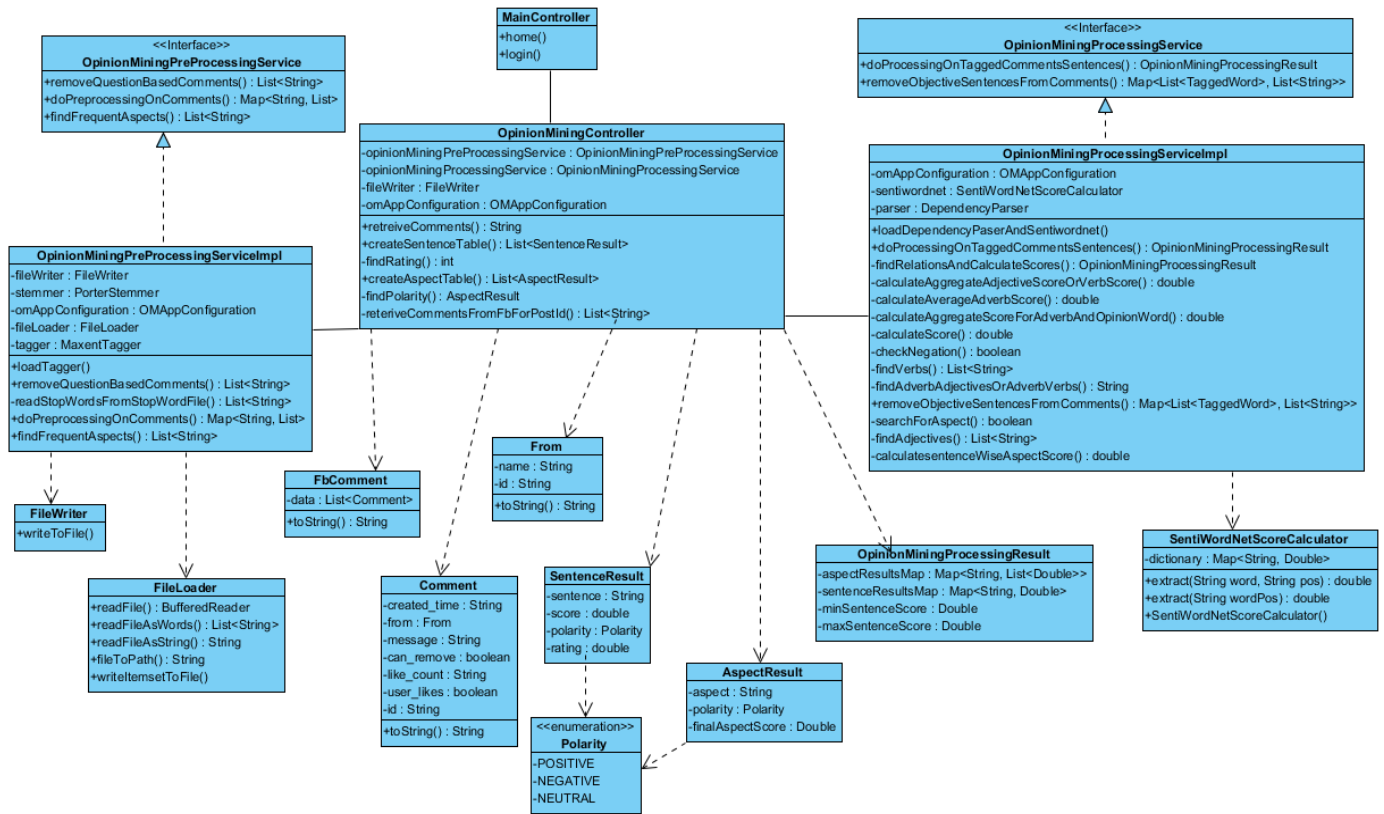 MainController
+home()
+login()
<<Interface>>
OpinionMiningPreProcessingService
+removeQuestionBasedComments() : List<String>
+doPreprocessingOnComments() : Map<String, List>
+findFrequentAspects() : List<String>
<<Interface>>
OpinionMiningProcessingService
+doProcessingOnTaggedCommentsSentences() : OpinionMiningProcessingResult
+removeObjectiveSentencesFromComments() : Map<List<TaggedWord>, List<String>>
OpinionMiningController
-opinionMiningPreProcessingService : OpinionMiningPreProcessingService
-opinionMiningProcessingService : OpinionMiningProcessingService
-fileWriter : FileWriter
-omAppConfiguration : OMAppConfiguration
+retreiveComments() : String
+createSentenceTable() : List<SentenceResult>
-findRating() : int
+createAspectTable() : List<AspectResult>
-findPolarity() : AspectResult
-reteriveCommentsFromFbForPostId() : List<String>
OpinionMiningProcessingServiceImpl
-omAppConfiguration : OMAppConfiguration
-sentiwordnet : SentiWordNetScoreCalculator
-parser : DependencyParser
+loadDependencyPaserAndSentiwordnet()
+doProcessingOnTaggedCommentsSentences() : OpinionMiningProcessingResult
-findRelationsAndCalculateScores() : OpinionMiningProcessingResult
-calculateAggregateAdjectiveScoreOrVerbScore() : double
-calculateAverageAdverbScore() : double
-calculateAggregateScoreForAdverbAndOpinionWord() : double
-calculateScore() : double
-checkNegation() : boolean
-findVerbs() : List<String>
-findAdverbAdjectivesOrAdverbVerbs() : String
+removeObjectiveSentencesFromComments() : Map<List<TaggedWord>, List<String>>
-searchForAspect() : boolean
-findAdjectives() : List<String>
-calculatesentenceWiseAspectScore() : double
OpinionMiningPreProcessingServiceImpl
-fileWriter : FileWriter
-stemmer : PorterStemmer
-omAppConfiguration : OMAppConfiguration
-fileLoader : FileLoader
-tagger : MaxentTagger
+loadTagger()
+removeQuestionBasedComments() : List<String>
-readStopWordsFromStopWordFile() : List<String>
+doPreprocessingOnComments() : Map<String, List>
+findFrequentAspects() : List<String>
From
-name : String
-id : String
+toString() : String
FbComment
-data : List<Comment>
+toString() : String
FileWriter
+writeToFile()
SentiWordNetScoreCalculator
-dictionary : Map<String, Double>
+extract(String word, String pos) : double
+extract(String wordPos) : double
+SentiWordNetScoreCalculator()
OpinionMiningProcessingResult
-aspectResultsMap : Map<String, List<Double>>
-sentenceResultsMap : Map<String, Double>
-minSentenceScore : Double
-maxSentenceScore : Double
FileLoader
+readFile() : BufferedReader
+readFileAsWords() : List<String>
+readFileAsString() : String
+fileToPath() : String
+writeItemsetToFile()
Comment
-created_time : String
-from : From
-message : String
-can_remove : boolean
-like_count : String
-user_likes : boolean
-id : String
+toString() : String
SentenceResult
-sentence : String
-score : double
-polarity : Polarity
-rating : double
AspectResult
-aspect : String
-polarity : Polarity
-finalAspectScore : Double
<<enumeration>>
Polarity
-POSITIVE
-NEGATIVE
-NEUTRAL